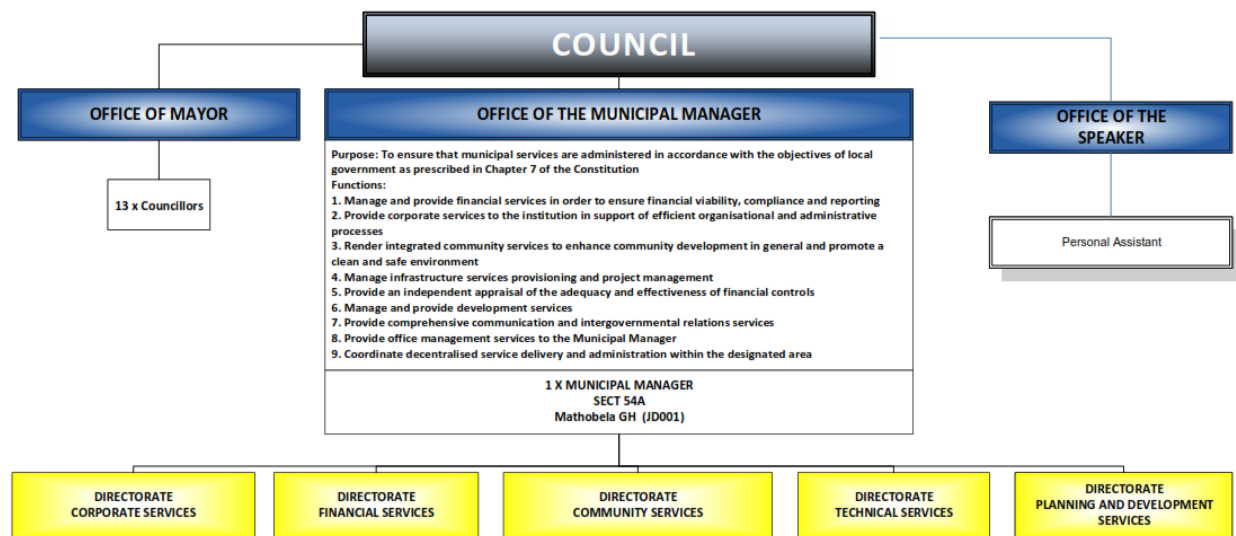 COUNCIL
OFFICE OF MAYOR
13 x Councillors
OFFICE OF THE MUNICIPAL MANAGER
Purpose: To ensure that municipal services are administered in accordance with the objectives of local
government as prescribed in Chapter 7 of the Constitution
Functions:
1. Manage and provide financial services in order to ensure financial viability, compliance and reporting
2. Provide corporate services to the institution in support of efficient organisational and administrative
processes
3. Render integrated community services to enhance community development in general and promote a
clean and safe environment
4. Manage infrastructure services provisioning and project management
5. Provide an independent appraisal of the adequacy and effectiveness of financial controls
6. Manage and provide development services
7. Provide comprehensive communication and intergovernmental relations services
8. Provide office management services to the Municipal Manager
9. Coordinate decentralised service delivery and administration within the designated area
1 X MUNICIPAL MANAGER
SECT 54A
Mathobela GH (JD001)
OFFICE OF THE
SPEAKER
Personal Assistant
DIRECTORATE
CORPORATE SERVICES
DIRECTORATE
FINANCIAL SERVICES
DIRECTORATE
COMMUNITY SERVICES
DIRECTORATE
TECHNICAL SERVICES
DIRECTORATE
PLANNING AND DEVELOPMENT
SERVICES